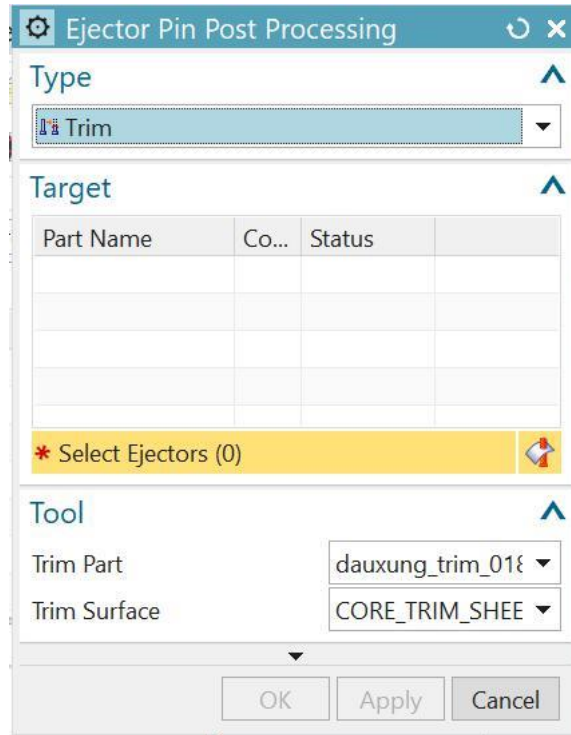 Ejector Pin Post Processing
Type
Trim
Target
Part Name Co... Status
* Select Ejectors (0)
Tool
Trim Part dauxung_trim_018
Trim Surface CORE_TRIM_SHEE
OK Apply Cancel